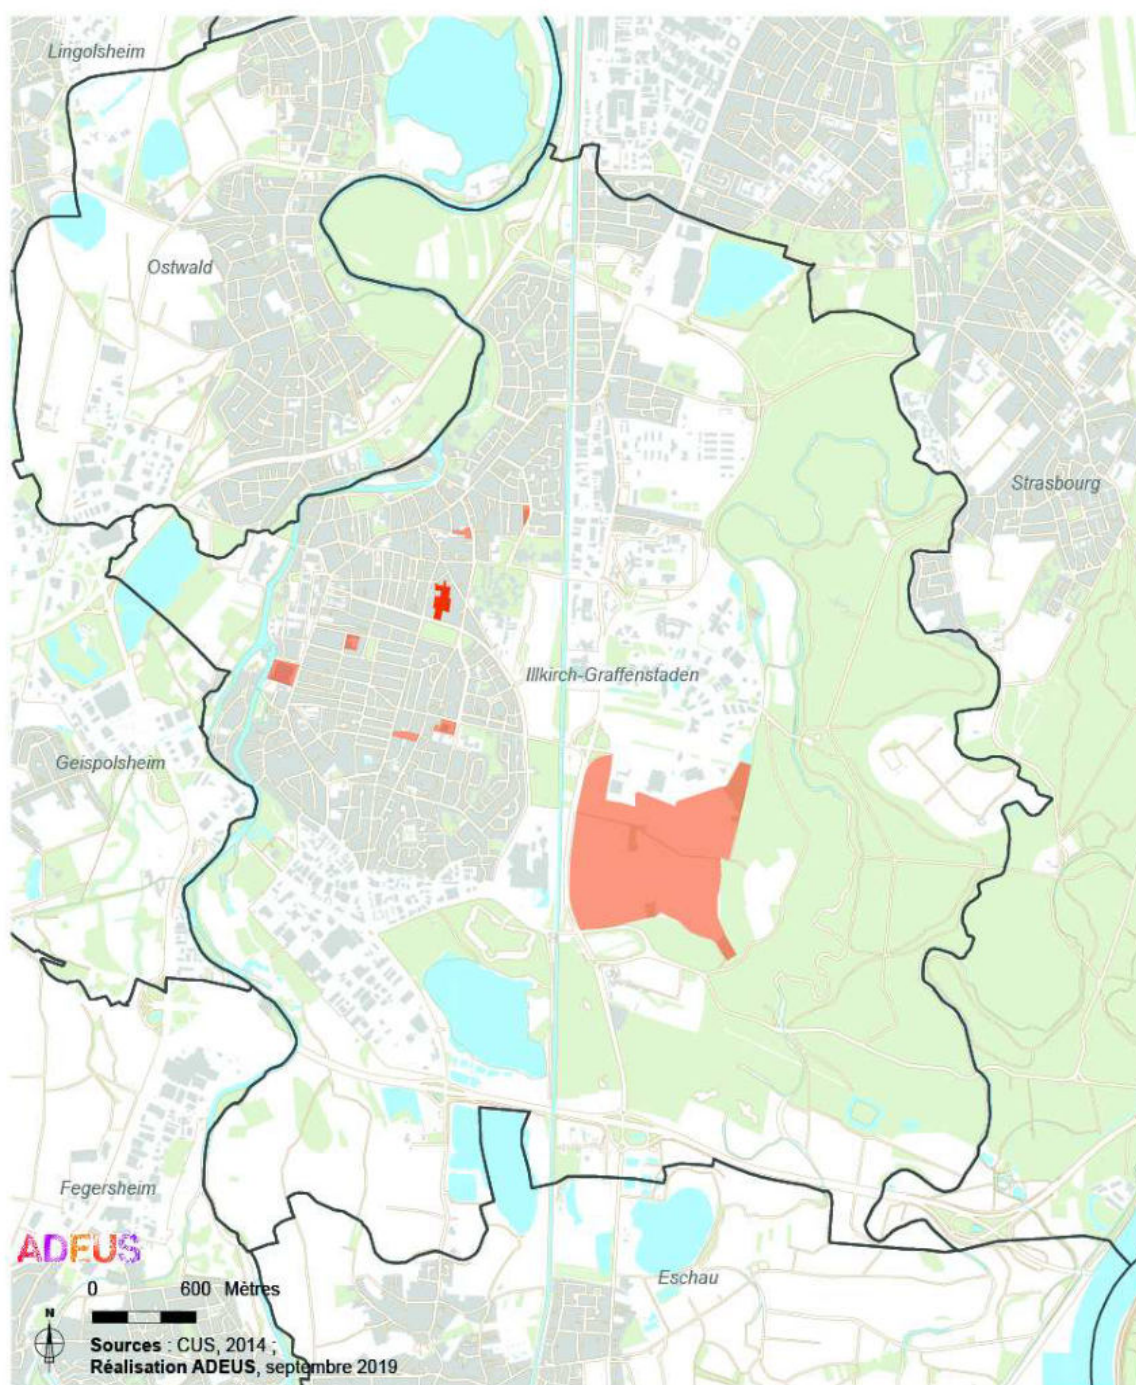 Lingolsheim
Ostwald
Strasbourg
Illkirch-Graffenstaden
Geispolsheim
Fegersheim
ADEUS
0 600 Mètres
Eschau
N
Sources : CUS, 2014 ;
Réalisation ADEUS, septembre 2019